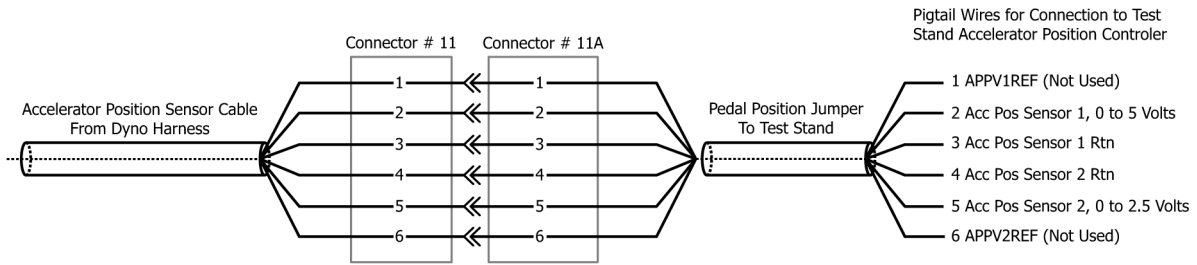 Pigtail Wires for Connection to Test
Stand Accelerator Position Controler
Connector # 11
Connector # 11A
Accelerator Position Sensor Cable
From Dyno Harness
Pedal Position Jumper
To Test Stand
1
1
1 APPV1REF (Not Used)
2
2
2 Acc Pos Sensor 1, 0 to 5 Volts
3
3
3 Acc Pos Sensor 1 Rtn
4
4
4 Acc Pos Sensor 2 Rtn
5
5
5 Acc Pos Sensor 2, 0 to 2.5 Volts
6
6
6 APPV2REF (Not Used)